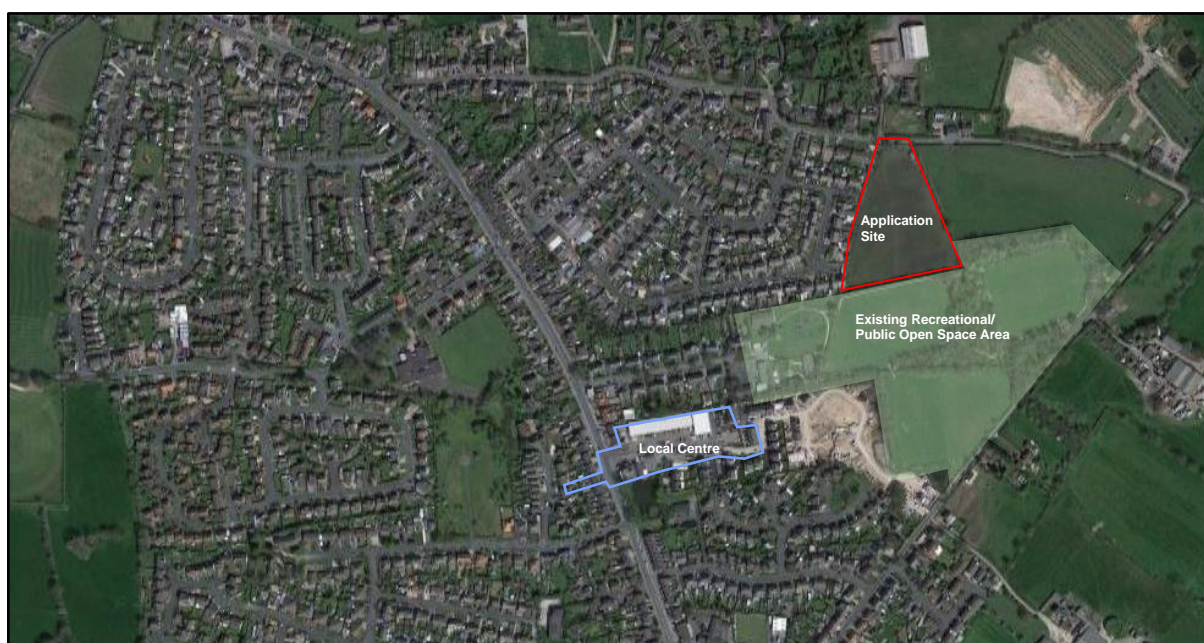 Application
Site
Existing Recreational/
Public Open Space Area
Local Centre